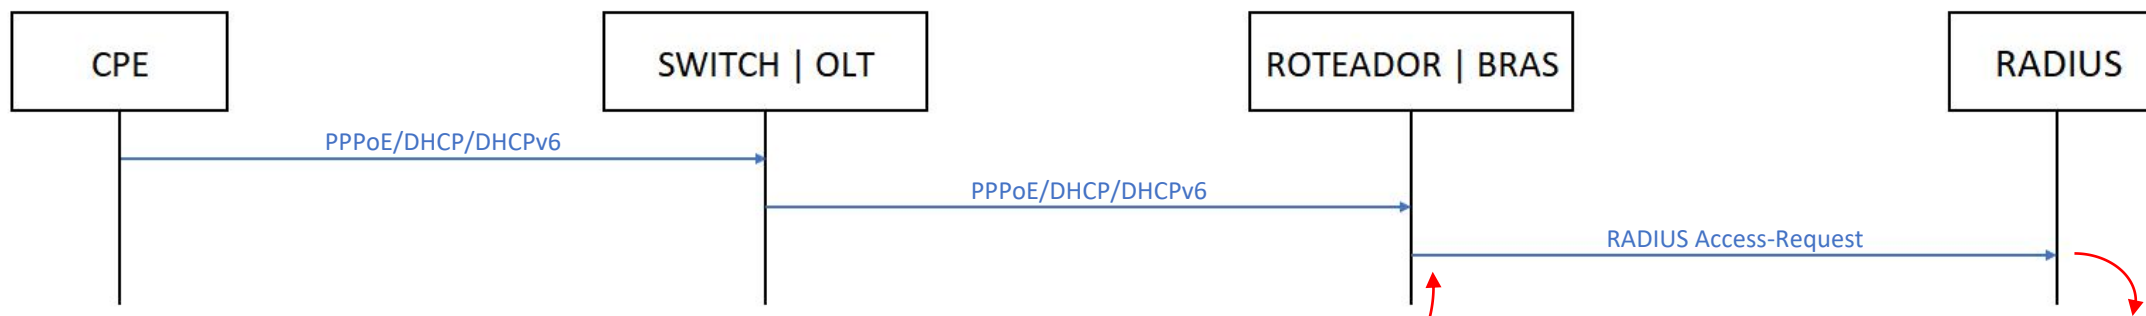 CPE
SWITCH | OLT
ROTEADOR | BRAS
RADIUS
PPPoE/DHCP/DHCPv6
PPPoE/DHCP/DHCPv6
RADIUS Access-Request